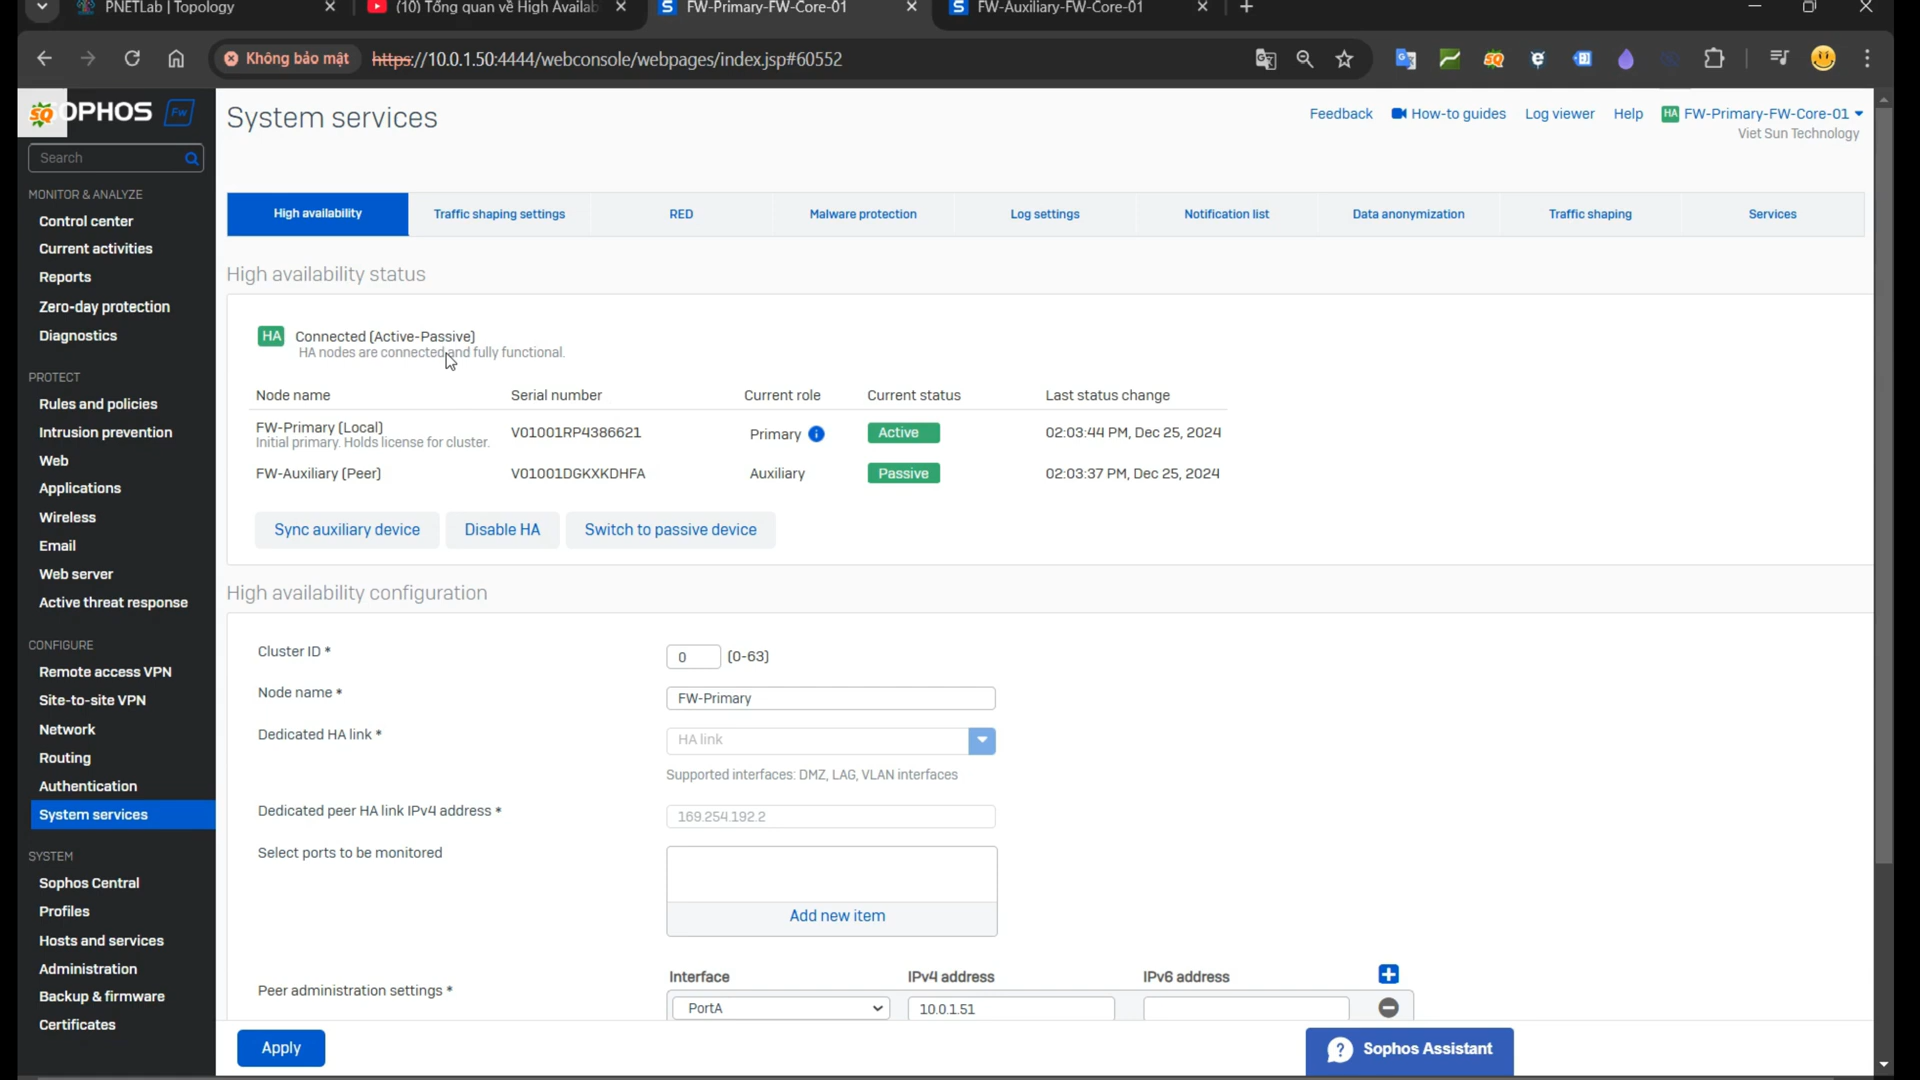 PNETLab | Topology
(10) Tổng quan về High Availab
FW-Primary-FW-Core-01
FW-Auxiliary-FW-Core-01
Không bảo mật
https://10.0.1.50:4444/webconsole/webpages/index.jsp#60552
SOPHOS Fw
Search
MONITOR & ANALYZE
Control center
Current activities
Reports
Zero-day protection
Diagnostics
PROTECT
Rules and policies
Intrusion prevention
Web
Applications
Wireless
Email
Web server
Active threat response
CONFIGURE
Remote access VPN
Site-to-site VPN
Network
Routing
Authentication
System services
SYSTEM
Sophos Central
Profiles
Hosts and services
Administration
Backup & firmware
Certificates
System services
Feedback
How-to guides
Log viewer
Help
HA FW-Primary-FW-Core-01
Viet Sun Technology
High availability
Traffic shaping settings
RED
Malware protection
Log settings
Notification list
Data anonymization
Traffic shaping
Services
High availability status
HA Connected (Active-Passive)
HA nodes are connected and fully functional.
Node name Serial number Current role Current status Last status change
FW-Primary (Local) V01001RP4386621 Primary Active 02:03:44 PM, Dec 25, 2024
Initial primary. Holds license for cluster.
FW-Auxiliary (Peer) V01001DGKXKDHFA Auxiliary Passive 02:03:37 PM, Dec 25, 2024
Sync auxiliary device
Disable HA
Switch to passive device
High availability configuration
Cluster ID * 0 (0-63)
Node name * FW-Primary
Dedicated HA link * HA link
Supported interfaces: DMZ, LAG, VLAN interfaces
Dedicated peer HA link IPv4 address * 169.254.192.2
Select ports to be monitored
Add new item
Interface IPv4 address IPv6 address
Peer administration settings *
PortA 10.0.1.51
Apply
Sophos Assistant